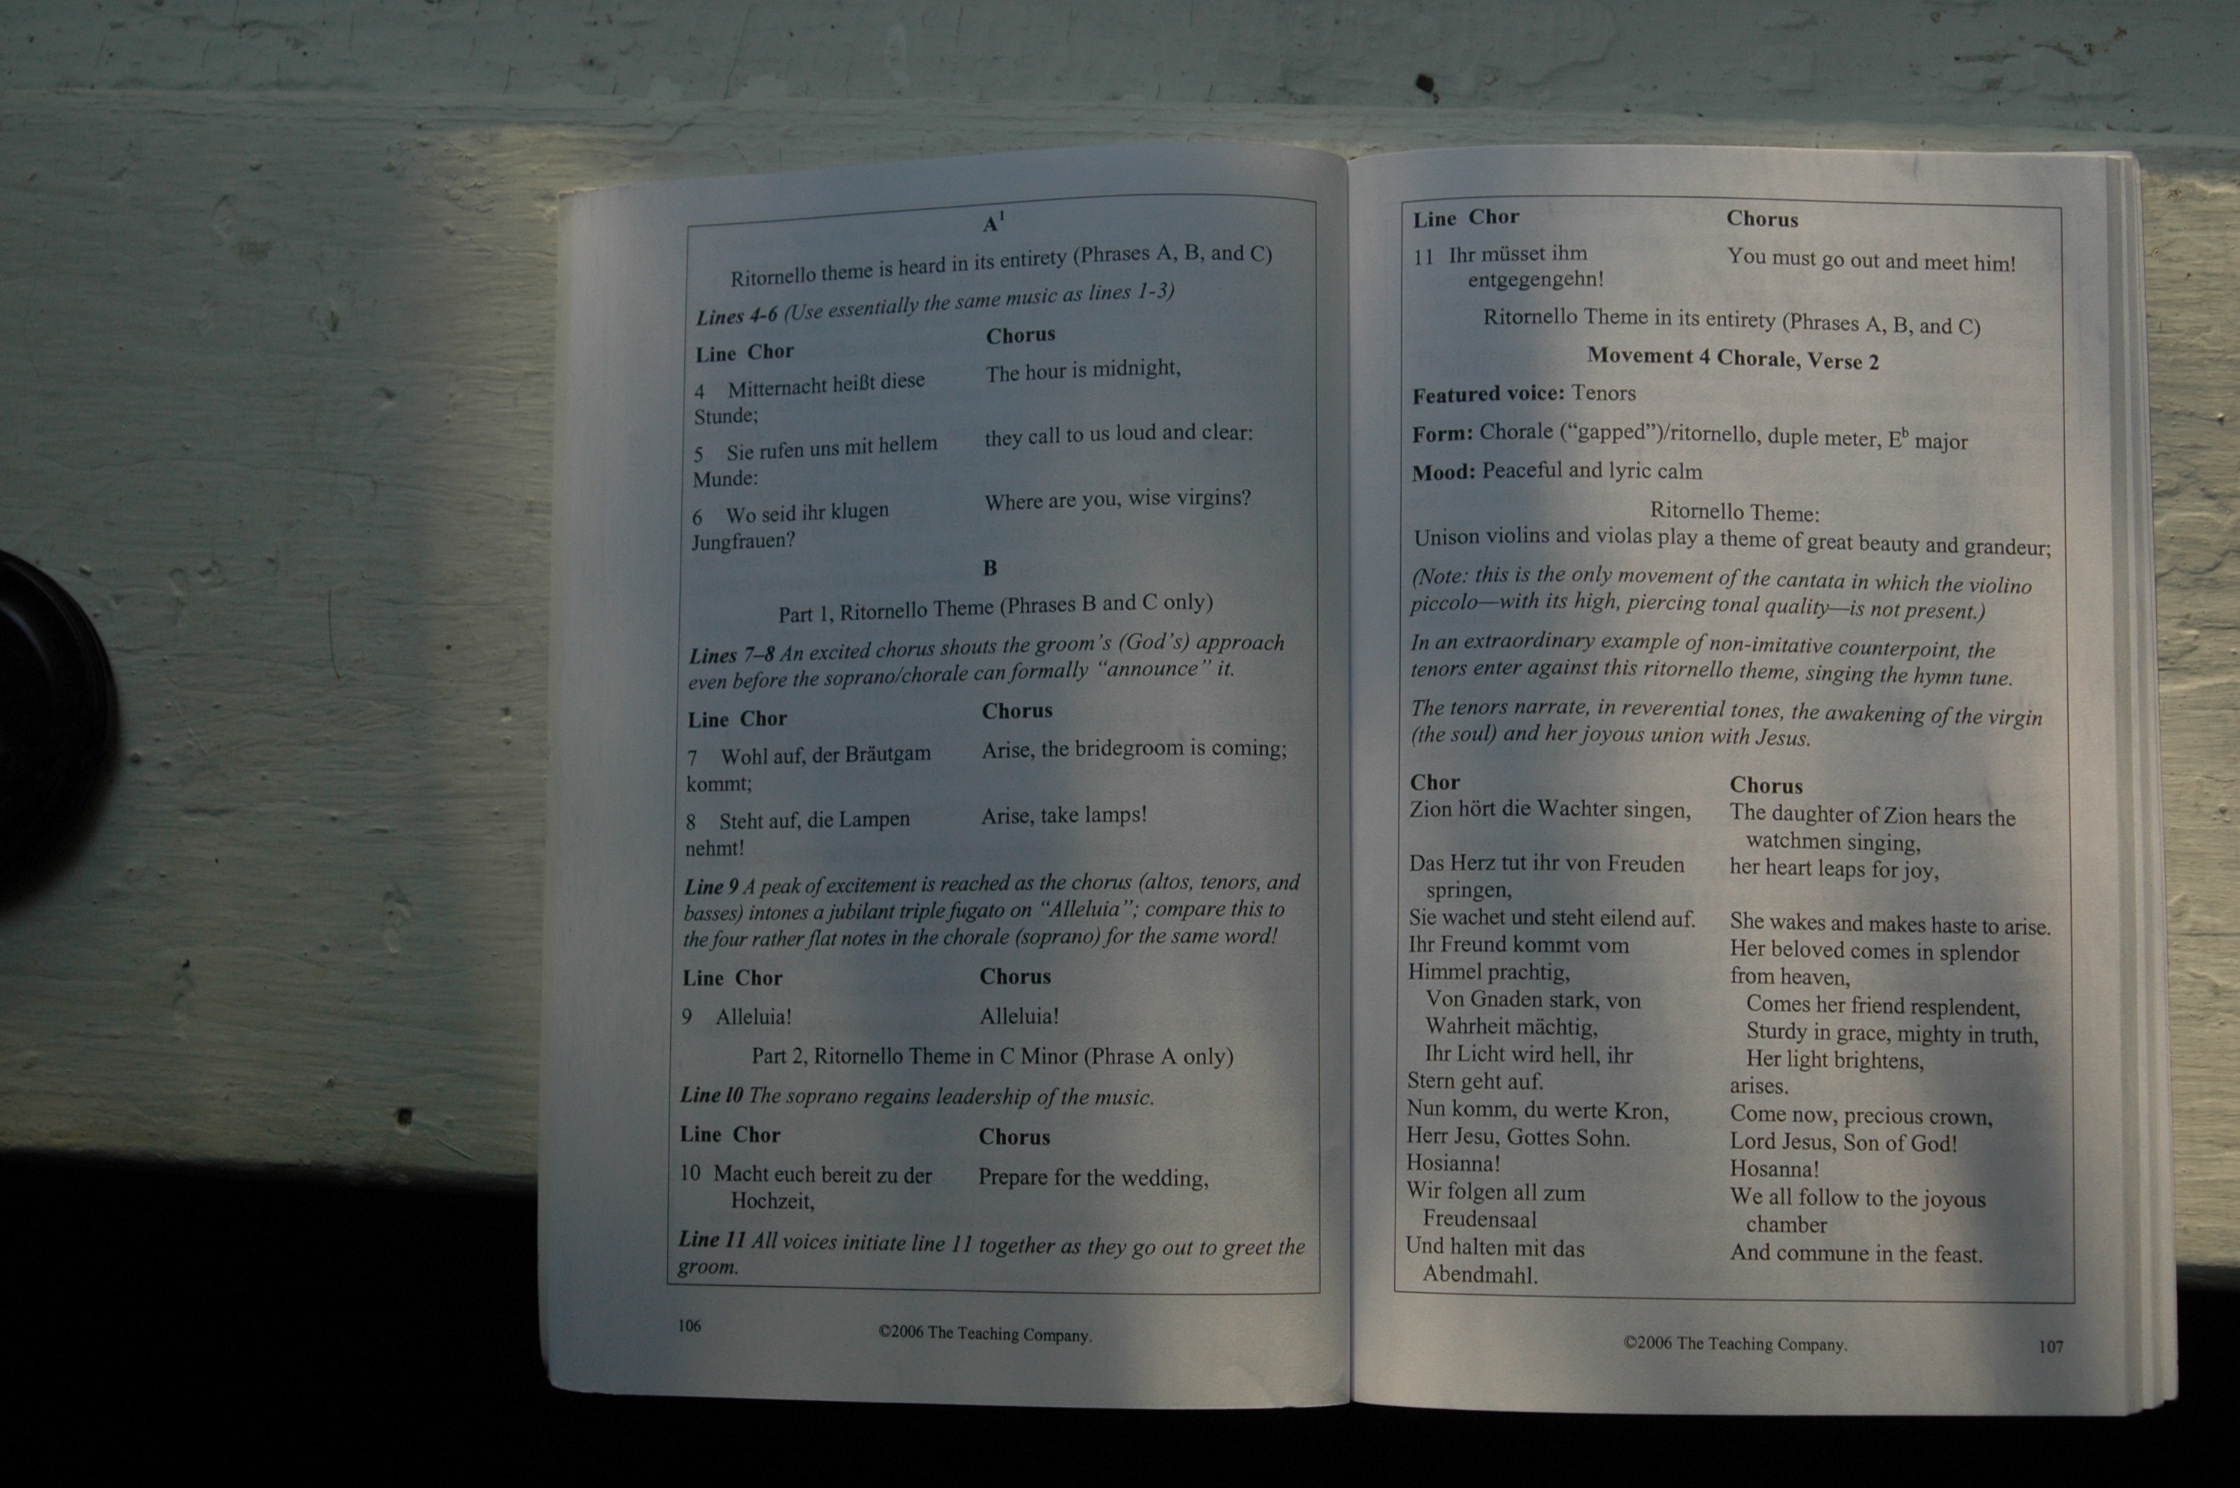 A¹
Ritornello theme is heard in its entirety (Phrases A, B, and C)
Lines 4-6 (Use essentially the same music as lines 1-3)
Line Chor Chorus
4 Mitternacht heißt diese The hour is midnight,
Stunde;
5 Sie rufen uns mit hellem they call to us loud and clear:
Munde:
6 Wo seid ihr klugen Where are you, wise virgins?
Jungfrauen?
B
Part 1, Ritornello Theme (Phrases B and C only)
Lines 7–8 An excited chorus shouts the groom's (God's) approach
even before the soprano/chorale can formally "announce" it.
Line Chor Chorus
7 Wohl auf, der Bräutgam Arise, the bridegroom is coming;
kommt;
8 Steht auf, die Lampen Arise, take lamps!
nehmt!
Line 9 A peak of excitement is reached as the chorus (altos, tenors, and
basses) intones a jubilant triple fugato on "Alleluia"; compare this to
the four rather flat notes in the chorale (soprano) for the same word!
Line Chor Chorus
9 Alleluia! Alleluia!
Part 2, Ritornello Theme in C Minor (Phrase A only)
Line 10 The soprano regains leadership of the music.
Line Chor Chorus
10 Macht euch bereit zu der Prepare for the wedding,
Hochzeit,
Line 11 All voices initiate line 11 together as they go out to greet the
groom.
106 ©2006 The Teaching Company.
Line Chor Chorus
11 Ihr müsset ihm You must go out and meet him!
entgegengehn!
Ritornello Theme in its entirety (Phrases A, B, and C)
Movement 4 Chorale, Verse 2
Featured voice: Tenors
Form: Chorale ("gapped")/ritornello, duple meter, E♭ major
Mood: Peaceful and lyric calm
Ritornello Theme:
Unison violins and violas play a theme of great beauty and grandeur;
(Note: this is the only movement of the cantata in which the violino
piccolo—with its high, piercing tonal quality—is not present.)
In an extraordinary example of non-imitative counterpoint, the
tenors enter against this ritornello theme, singing the hymn tune.
The tenors narrate, in reverential tones, the awakening of the virgin
(the soul) and her joyous union with Jesus.
Chor Chorus
Zion hört die Wachter singen, The daughter of Zion hears the
watchmen singing,
Das Herz tut ihr von Freuden her heart leaps for joy,
springen,
Sie wachet und steht eilend auf. She wakes and makes haste to arise.
Ihr Freund kommt vom Her beloved comes in splendor
Himmel prachtig, from heaven,
Von Gnaden stark, von Comes her friend resplendent,
Wahrheit mächtig, Sturdy in grace, mighty in truth,
Ihr Licht wird hell, ihr Her light brightens,
Stern geht auf. arises.
Nun komm, du werte Kron, Come now, precious crown,
Herr Jesu, Gottes Sohn. Lord Jesus, Son of God!
Hosianna! Hosanna!
Wir folgen all zum We all follow to the joyous
Freudensaal chamber
Und halten mit das And commune in the feast.
Abendmahl.
©2006 The Teaching Company. 107